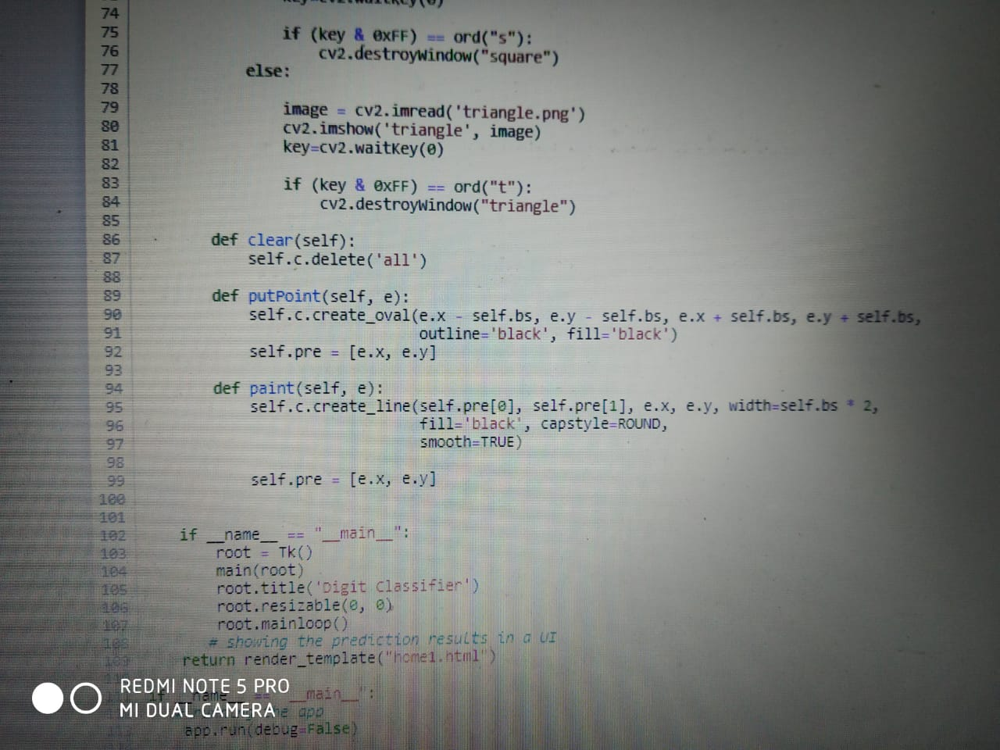 74 key=cv2.waitKey(0)
75 if (key & 0xFF) == ord("s"):
76 cv2.destroyWindow("square")
77 else:
78
79 image = cv2.imread('triangle.png')
80 cv2.imshow('triangle', image)
81 key=cv2.waitKey(0)
82
83 if (key & 0xFF) == ord("t"):
84 cv2.destroyWindow("triangle")
85
86 def clear(self):
87 self.c.delete('all')
88
89 def putPoint(self, e):
90 self.c.create_oval(e.x - self.bs, e.y - self.bs, e.x + self.bs, e.y + self.bs,
91 outline='black', fill='black')
92 self.pre = [e.x, e.y]
93
94 def paint(self, e):
95 self.c.create_line(self.pre[0], self.pre[1], e.x, e.y, width=self.bs * 2,
96 fill='black', capstyle=ROUND,
97 smooth=TRUE)
98
99 self.pre = [e.x, e.y]
100
101
102 if __name__ == "__main__":
103 root = Tk()
104 main(root)
105 root.title('Digit Classifier')
106 root.resizable(0, 0)
107 root.mainloop()
108 # showing the prediction results in a UI
109 return render_template("home1.html")
REDMI NOTE 5 PRO
__name__ == "__main__":
MI DUAL CAMERA
app
app.run(debug=False)